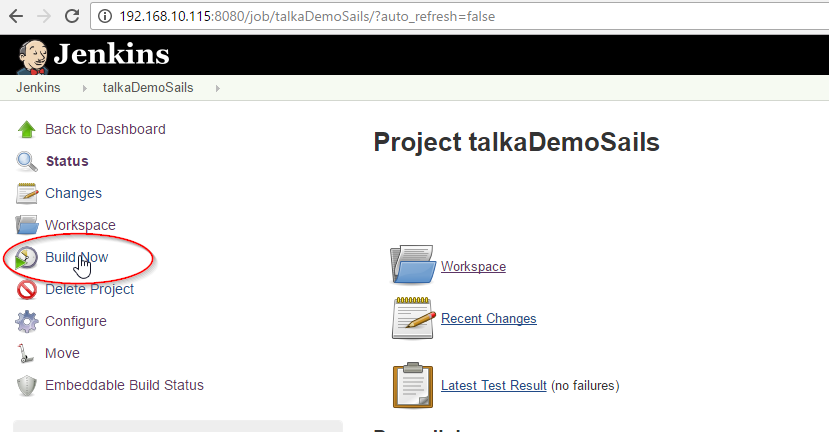 192.168.10.115:8080/job/talkaDemoSails/?auto_refresh=false
Jenkins
Jenkins talkaDemoSails
Back to Dashboard
Status
Changes
Workspace
Build Now
Delete Project
Configure
Move
Embeddable Build Status
Project talkaDemoSails
Workspace
Recent Changes
Latest Test Result (no failures)